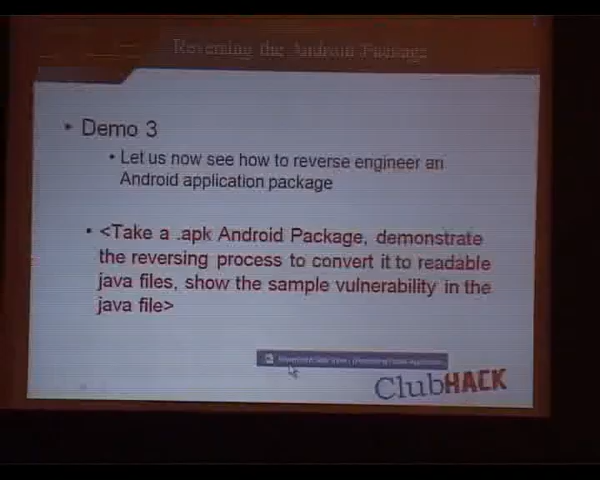 Reversing the Android Package
• Demo 3
• Let us now see how to reverse engineer an
Android application package
• <Take a .apk Android Package, demonstrate
the reversing process to convert it to readable
java files, show the sample vulnerability in the
java file>
ClubHACK